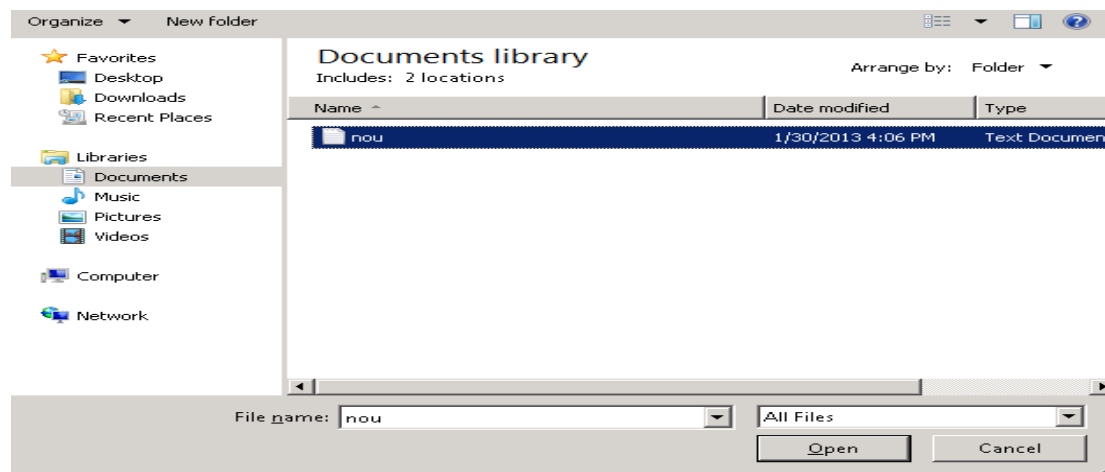 Organize New folder
Favorites
Desktop
Downloads
Recent Places
Libraries
Documents
Music
Pictures
Videos
Computer
Network
Documents library
Includes: 2 locations
Arrange by: Folder
Name Date modified Type
nou 1/30/2013 4:06 PM Text Documen
File name: nou All Files
Open Cancel